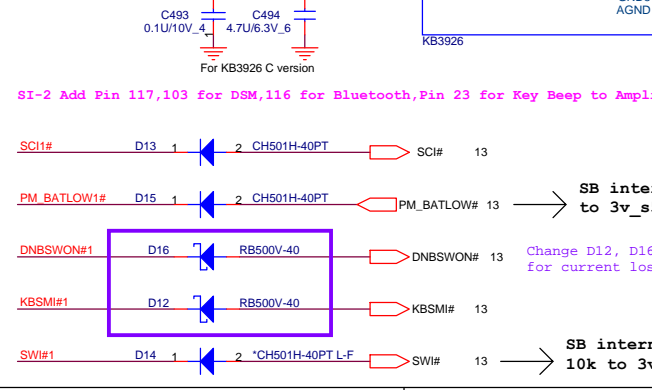 AGND
C493
C494
0.1U/10V_4
1
4.7U/6.3V_6
KB3926
For KB3926 C version
SI-2 Add Pin 117,103 for DSM,116 for Bluetooth,Pin 23 for Key Beep to Ampl
SCI1# D13 1 2 CH501H-40PT SCI# 13
SB inte
PM_BATLOW1# D15 1 2 CH501H-40PT PM_BATLOW# 13
to 3v_s
DNBSWON#1 D16 RB500V-40 DNBSWON# 13
Change D12, D16
for current los
KBSMI#1 D12 RB500V-40 KBSMI# 13
SB intern
SWI#1 D14 1 2 *CH501H-40PT L-F SWI# 13
10k to 3v